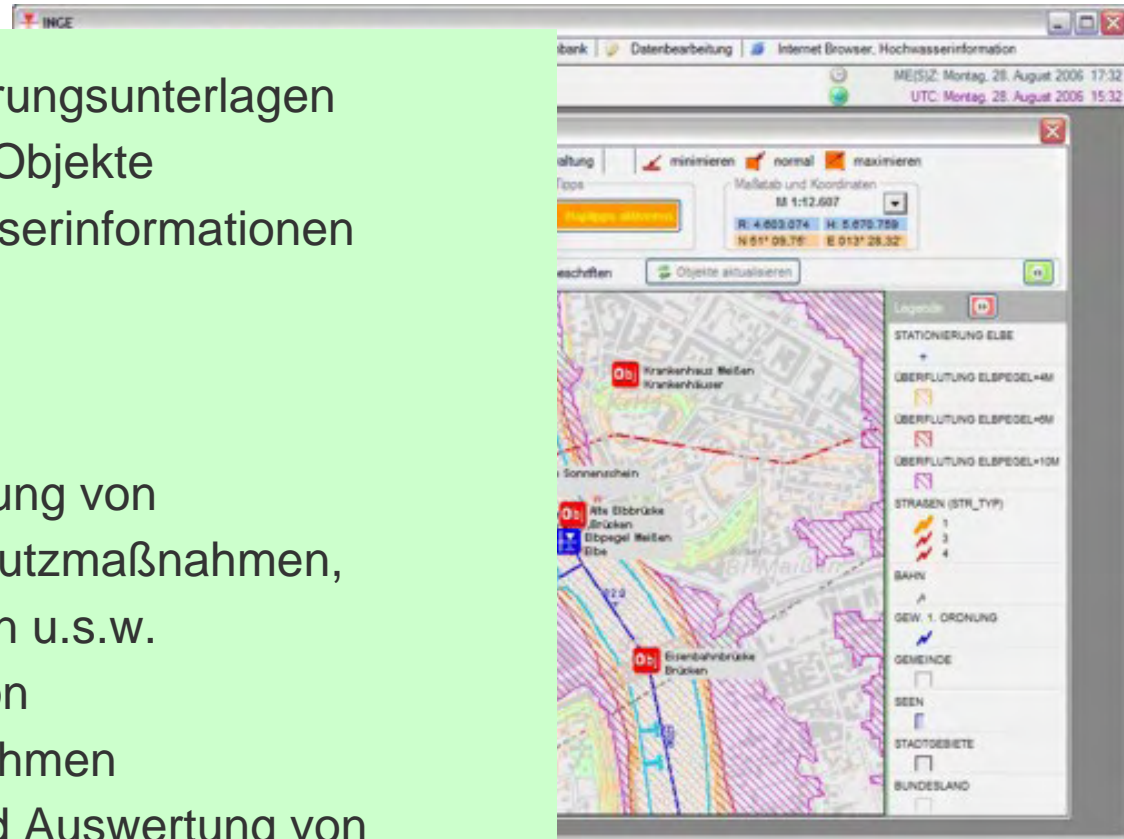 INGE
bank Datenbearbeitung Internet Browser, Hochwasserinformation
ME(S)Z: Montag, 28. August 2006 17:32
UTC: Montag, 28. August 2006 15:32
rungsunterlagen
Objekte
serinformationen
ung von
utzmaßnahmen,
n u.s.w.
on
hmen
d Auswertung von
altung minimieren normal maximieren
Tipps
Maßstab und Koordinaten
M 1:12.607
R: 4.603.074 H: 5.670.759
N 51° 09,76' E 013° 28,32'
eschriften Objekte aktualisieren
Legende
STATIONIERUNG ELBE
ÜBERFLUTUNG ELBPEGEL=4M
ÜBERFLUTUNG ELBPEGEL=6M
ÜBERFLUTUNG ELBPEGEL=10M
STRAßEN (STR_TYP)
1
3
4
BAHN
GEW. 1. ORDNUNG
GEMEINDE
SEEN
STADTGEBIETE
BUNDESLAND
Obj Krankenhaus Meißen
Krankenhäuser
Sonnenschein
Obj Alte Elbbrücke
Brücken
Elbpegel Meißen
Elbe
Bf Meißen
Obj Eisenbahnbrücke
Brücken